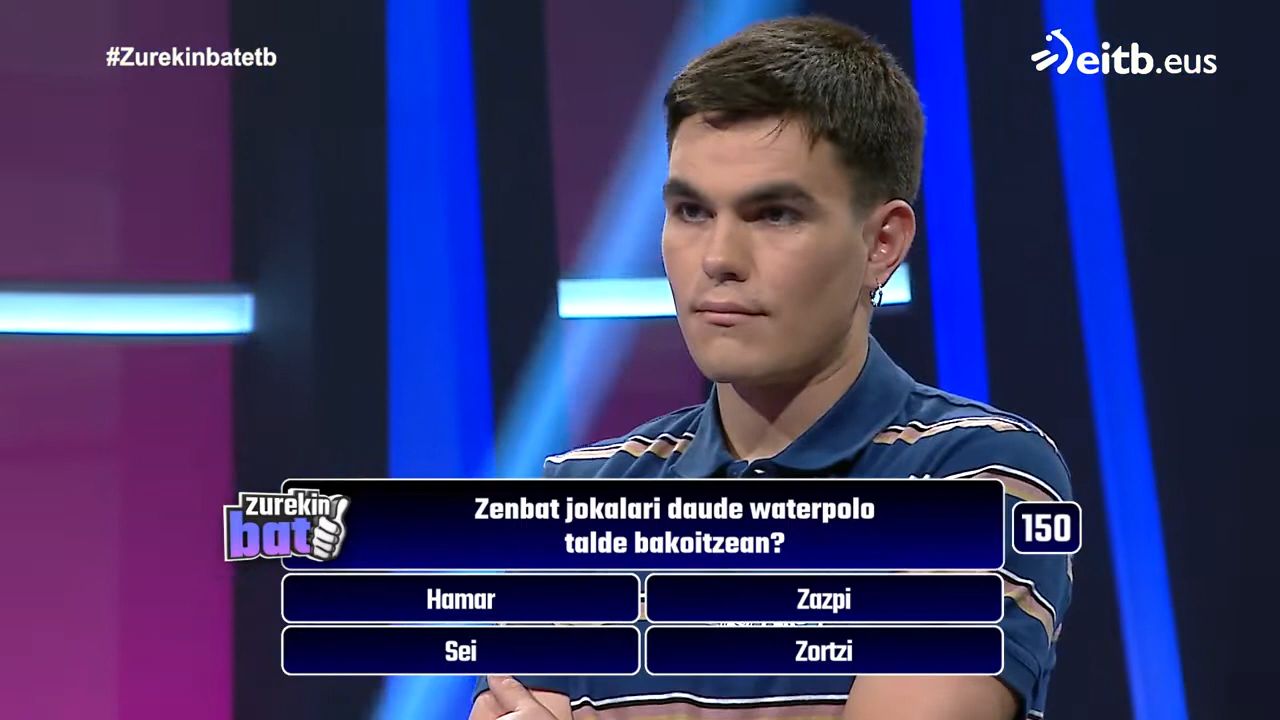 #Zurekinbatetb
eitb.eus
zurekin
bat
Zenbat jokalari daude waterpolo
talde bakoitzean?
150
Hamar
Zazpi
Sei
Zortzi